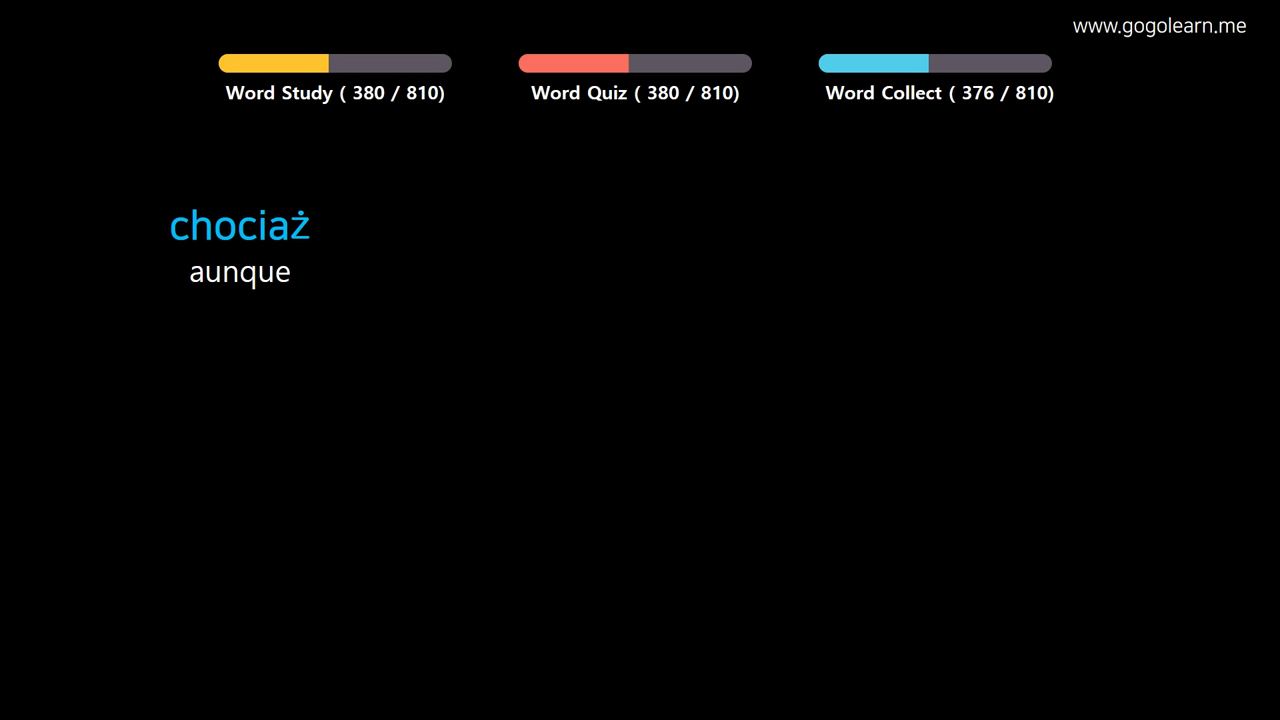 www.gogolearn.me
Word Study ( 380 / 810)
Word Quiz ( 380 / 810)
Word Collect ( 376 / 810)
chociaż
aunque